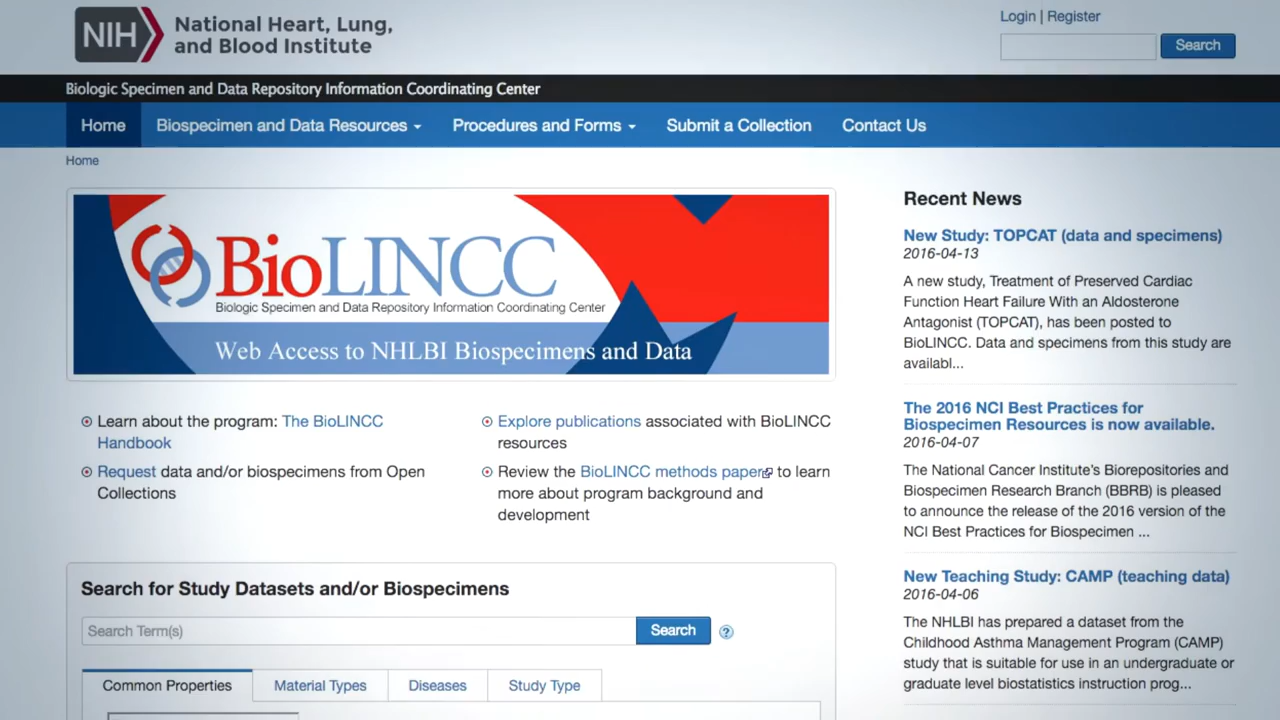 NIH
National Heart, Lung,
and Blood Institute
Login | Register
Search
Biologic Specimen and Data Repository Information Coordinating Center
Home
Biospecimen and Data Resources
Procedures and Forms
Submit a Collection
Contact Us
Home
BioLINCC
Biologic Specimen and Data Repository Information Coordinating Center
Web Access to NHLBI Biospecimens and Data
Learn about the program: The BioLINCC
Handbook
Request data and/or biospecimens from Open
Collections
Explore publications associated with BioLINCC
resources
Review the BioLINCC methods paper to learn
more about program background and
development
Search for Study Datasets and/or Biospecimens
Search Term(s)
Search
?
Common Properties
Material Types
Diseases
Study Type
Recent News
New Study: TOPCAT (data and specimens)
2016-04-13
A new study, Treatment of Preserved Cardiac
Function Heart Failure With an Aldosterone
Antagonist (TOPCAT), has been posted to
BioLINCC. Data and specimens from this study are
availabl...
The 2016 NCI Best Practices for
Biospecimen Resources is now available.
2016-04-07
The National Cancer Institute's Biorepositories and
Biospecimen Research Branch (BBRB) is pleased
to announce the release of the 2016 version of the
NCI Best Practices for Biospecimen ...
New Teaching Study: CAMP (teaching data)
2016-04-06
The NHLBI has prepared a dataset from the
Childhood Asthma Management Program (CAMP)
study that is suitable for use in an undergraduate or
graduate level biostatistics instruction prog...